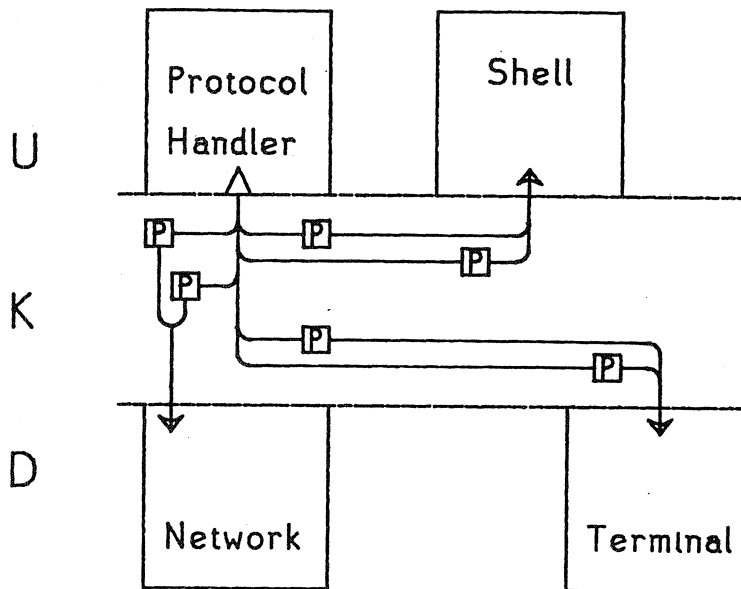 Protocol
Handler
Shell
U
P
P
P
P
K
P
P
D
Network
Terminal